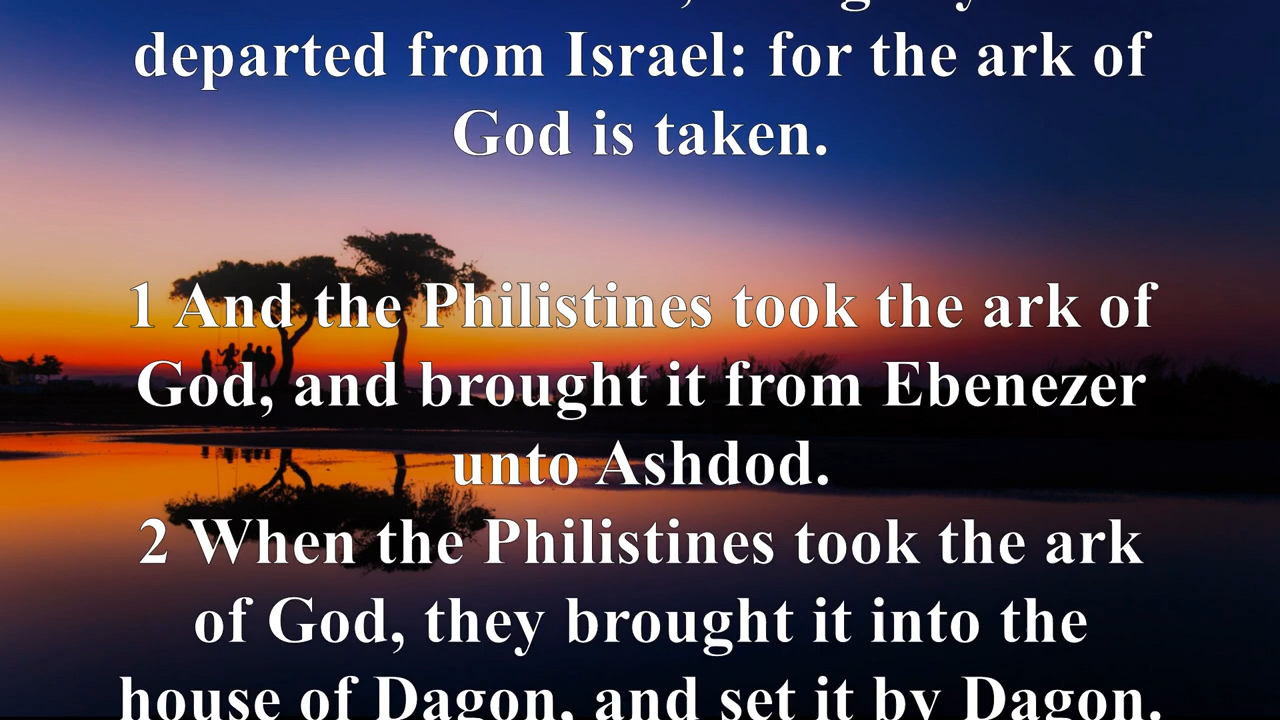 departed from Israel: for the ark of
God is taken.
1 And the Philistines took the ark of
God, and brought it from Ebenezer
unto Ashdod.
2 When the Philistines took the ark
of God, they brought it into the
house of Dagon, and set it by Dagon.